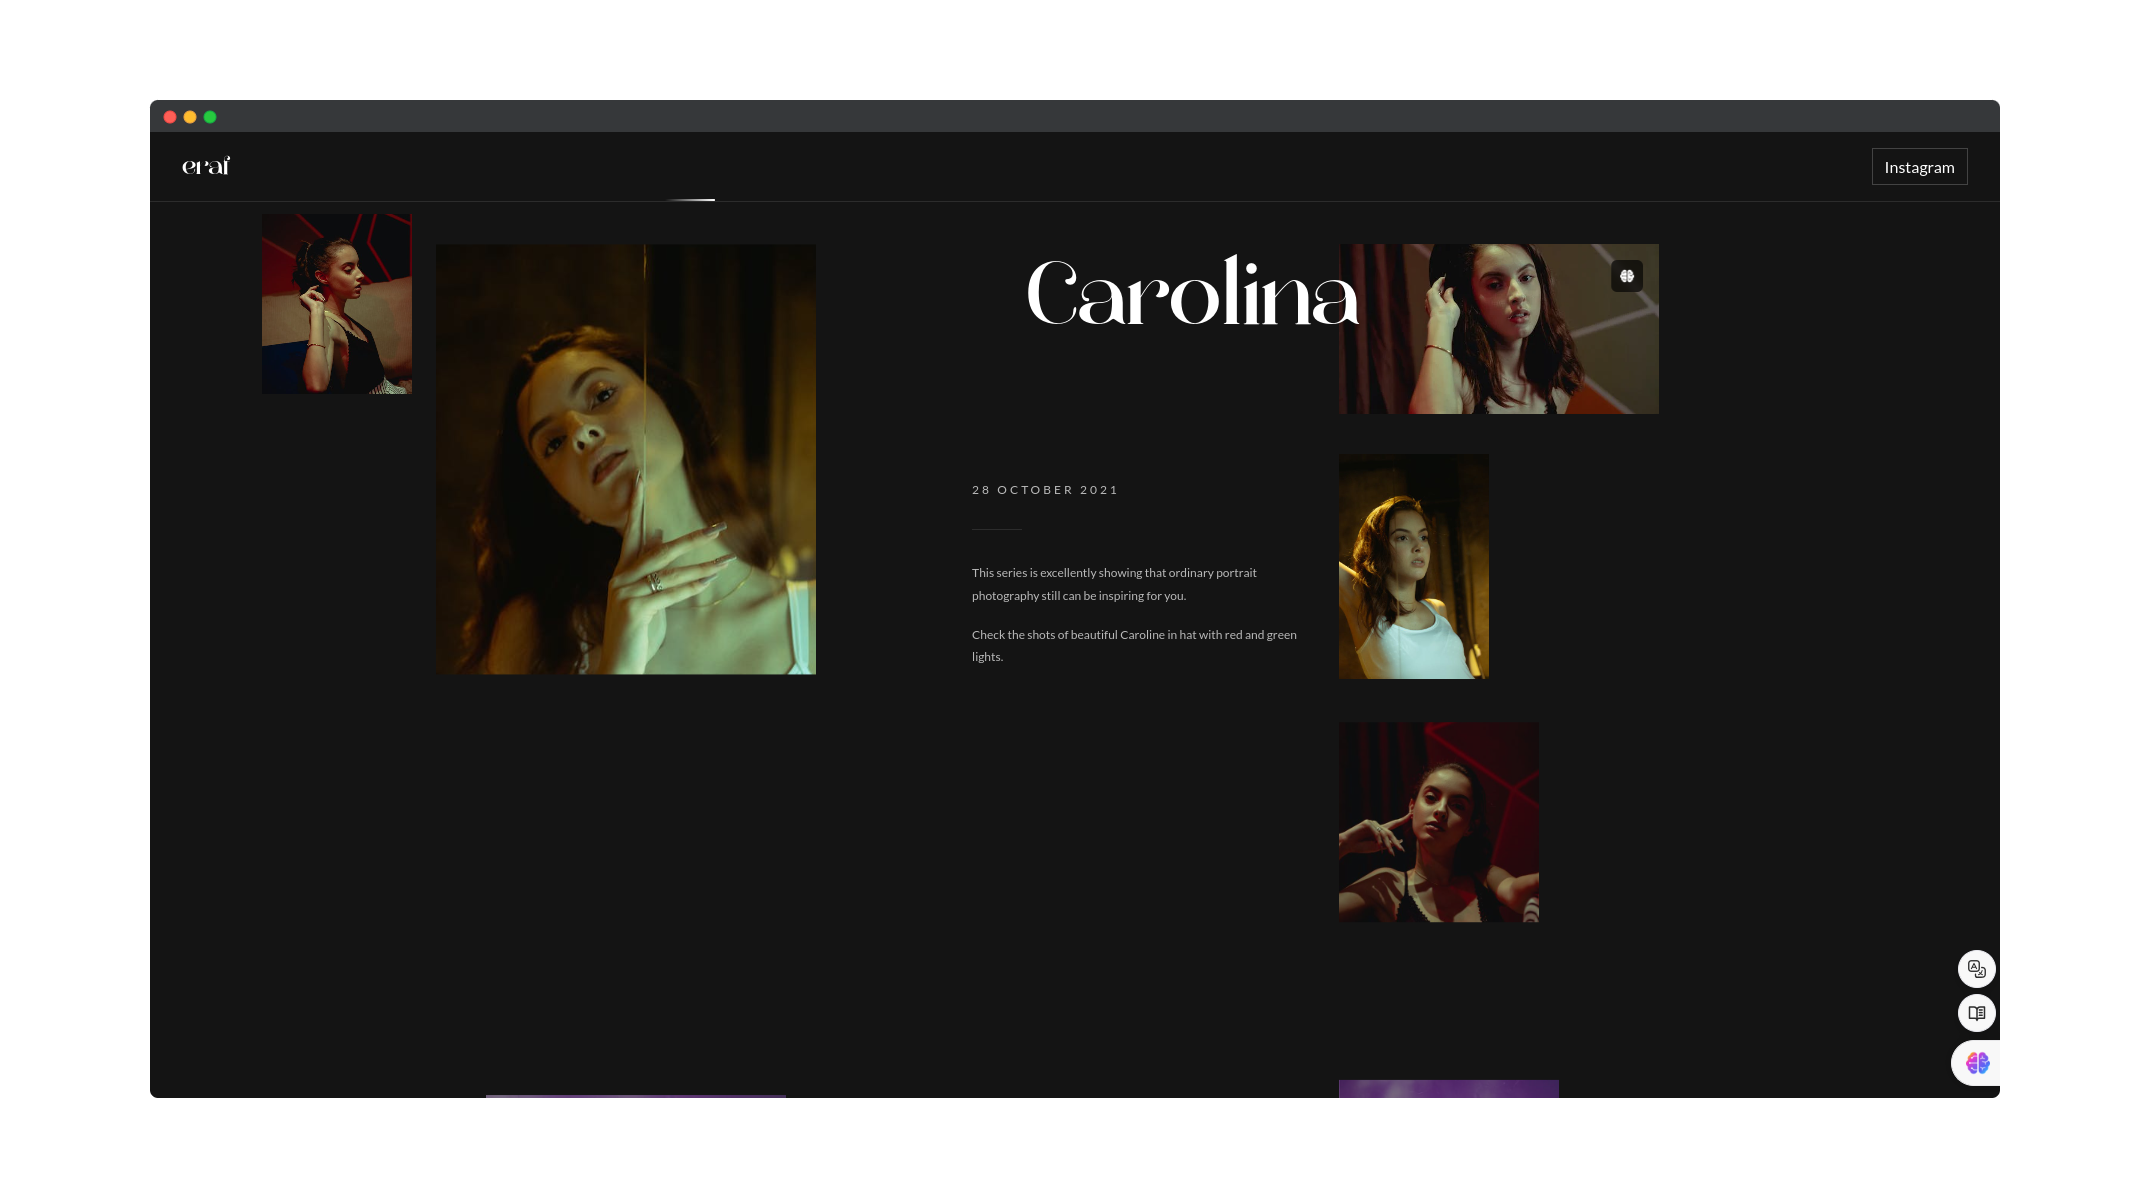 eraf
Instagram
Carolina
28 OCTOBER 2021
This series is excellently showing that ordinary portrait
photography still can be inspiring for you.
Check the shots of beautiful Caroline in hat with red and green
lights.